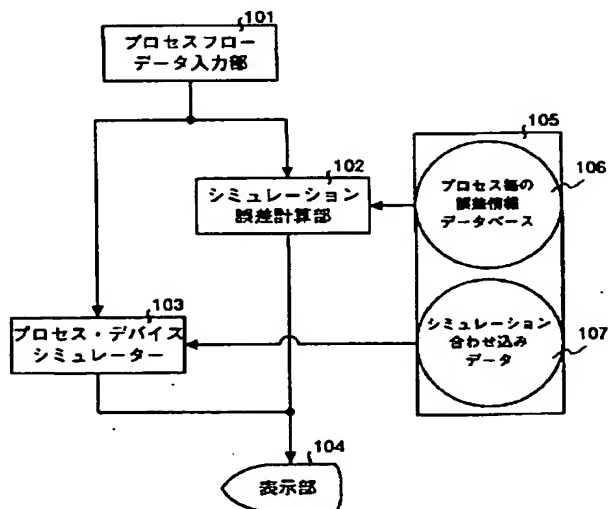 101
プロセスフロー
データ入力部
102
シミュレーション
誤差計算部
105
106
プロセス毎の
誤差情報
データベース
103
プロセス・デバイス
シミュレーター
シミュレーション
合わせ込み
データ
107
104
表示部